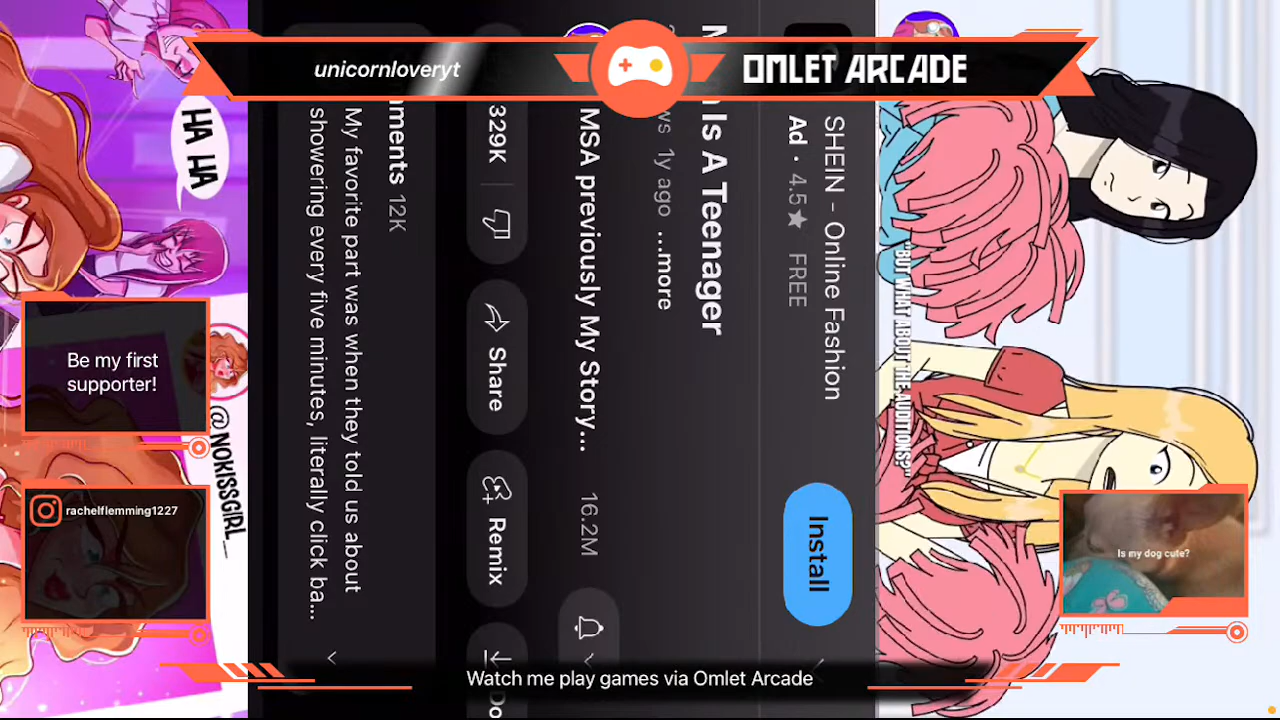 unicornloveryt
OMLET ARCADE
HA HA
Be my first
supporter!
@NOKISSGIRL_
rachelflemming1227
"BUT WHAT ABOUT THE AUDITIONS?"
SHEIN - Online Fashion
Ad · 4.5★ FREE
Install
Is A Teenager
1y ago ...more
MSA previously My Story... 16.2M
329K
Share
Remix
12K
My favorite part was when they told us about
showering every five minutes, literally click ba...
Is my dog cute?
Watch me play games via Omlet Arcade